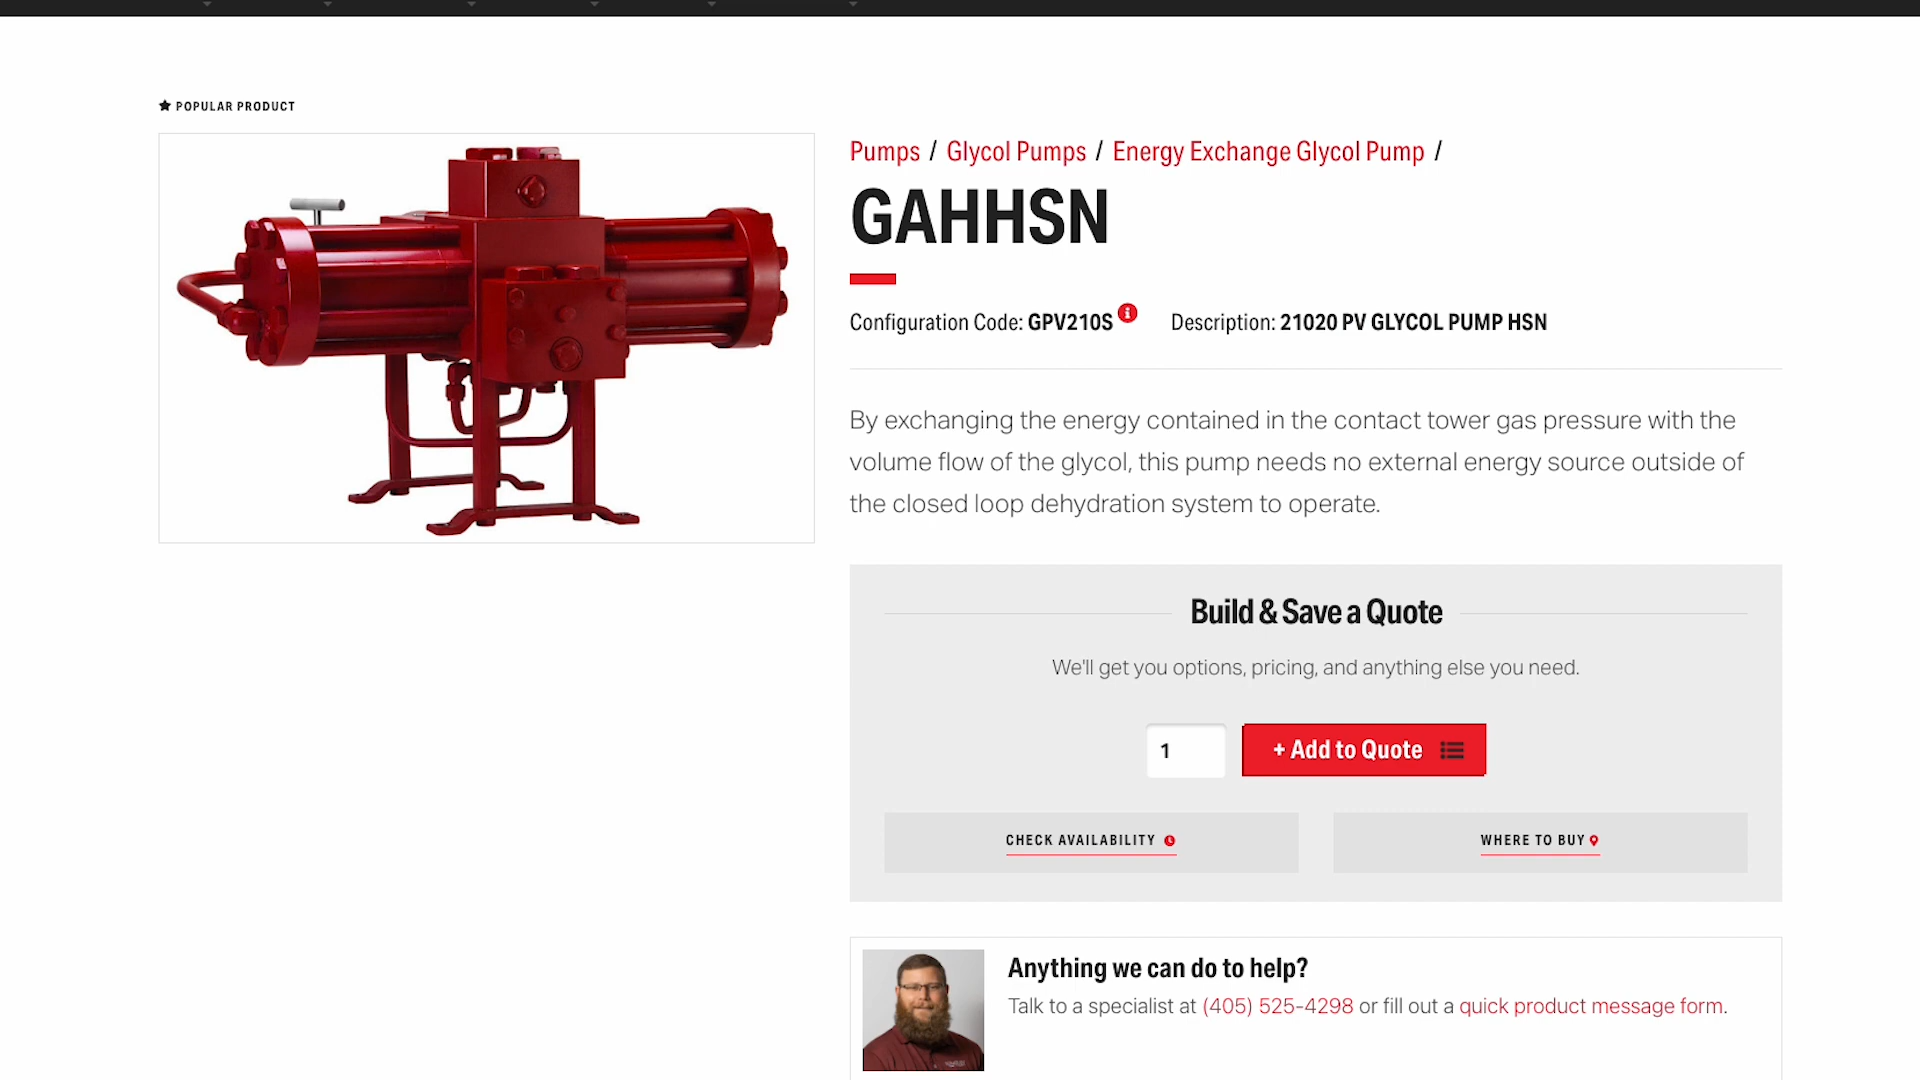 POPULAR PRODUCT
Pumps / Glycol Pumps / Energy Exchange Glycol Pump /
GAHHSN
Configuration Code: GPV210S Description: 21020 PV GLYCOL PUMP HSN
By exchanging the energy contained in the contact tower gas pressure with the
volume flow of the glycol, this pump needs no external energy source outside of
the closed loop dehydration system to operate.
Build & Save a Quote
We'll get you options, pricing, and anything else you need.
1 + Add to Quote
CHECK AVAILABILITY WHERE TO BUY
Anything we can do to help?
Talk to a specialist at (405) 525-4298 or fill out a quick product message form.